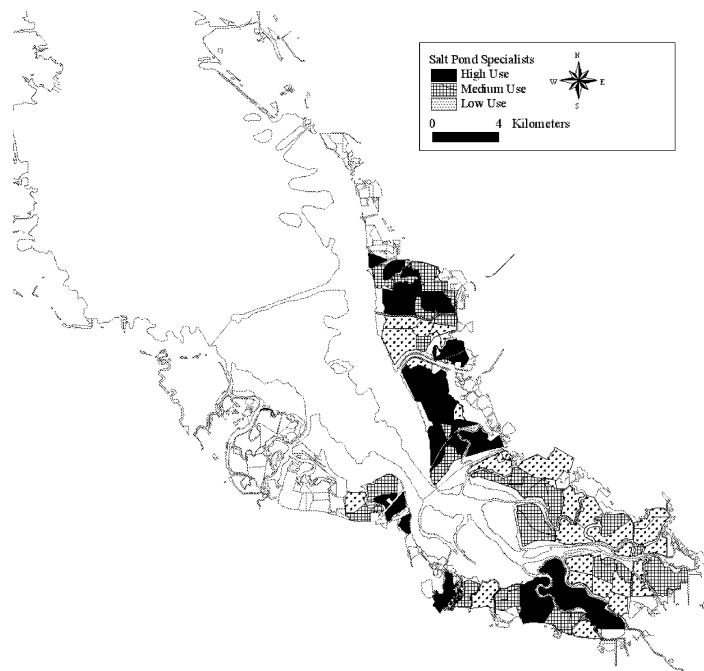 Salt Pond Specialists
High Use
Medium Use
Low Use
N
W E
S
0 4 Kilometers